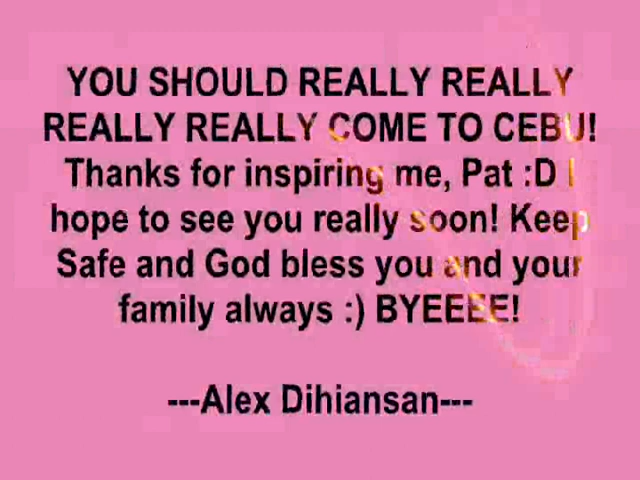 YOU SHOULD REALLY REALLY
REALLY REALLY COME TO CEBU!
Thanks for inspiring me, Pat :D I
hope to see you really soon! Keep
Safe and God bless you and your
family always :) BYEEEE!
---Alex Dihiansan---